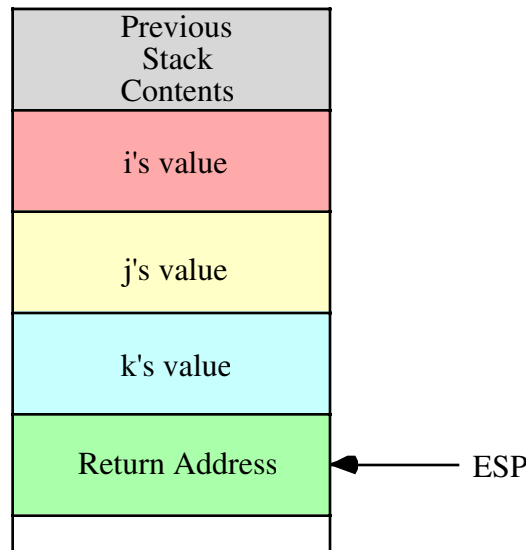 Previous
Stack
Contents
i's value
j's value
k's value
Return Address
ESP